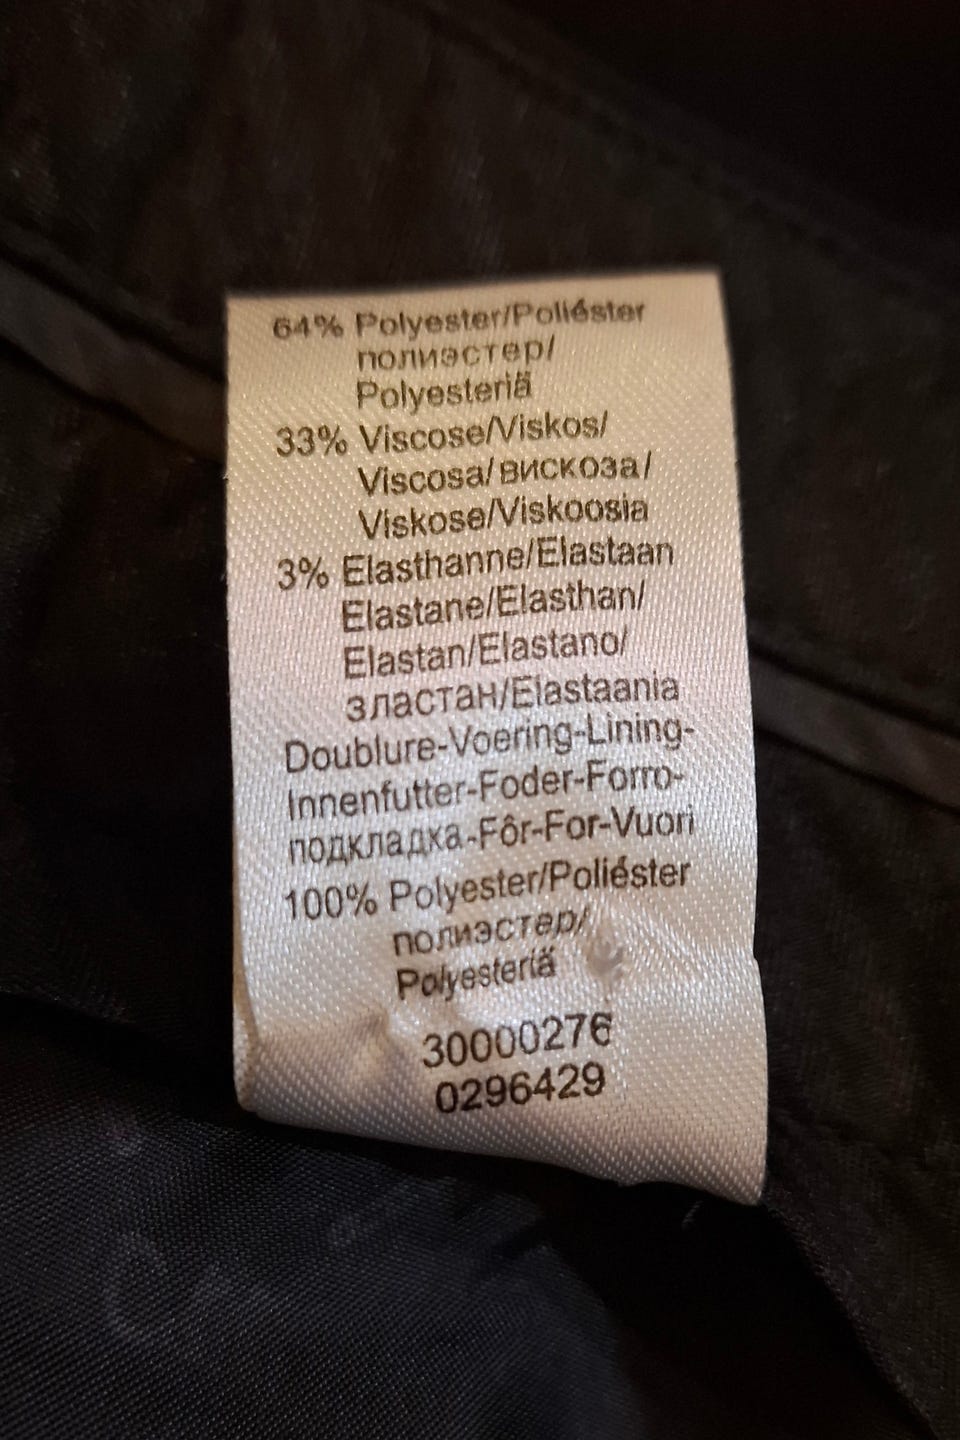 64% Polyester/Poliéster
полиэстер/
Polyesteriä
33% Viscose/Viskos/
Viscosa/вискоза/
Viskose/Viskoosia
3% Elasthanne/Elastaan
Elastane/Elasthan/
Elastan/Elastano/
эластан/Elastaania
Doublure-Voering-Lining-
Innenfutter-Foder-Forro-
подкладка-Fôr-For-Vuori
100% Polyester/Poliéster
полиэстер/
Polyesteriä
30000276
0296429